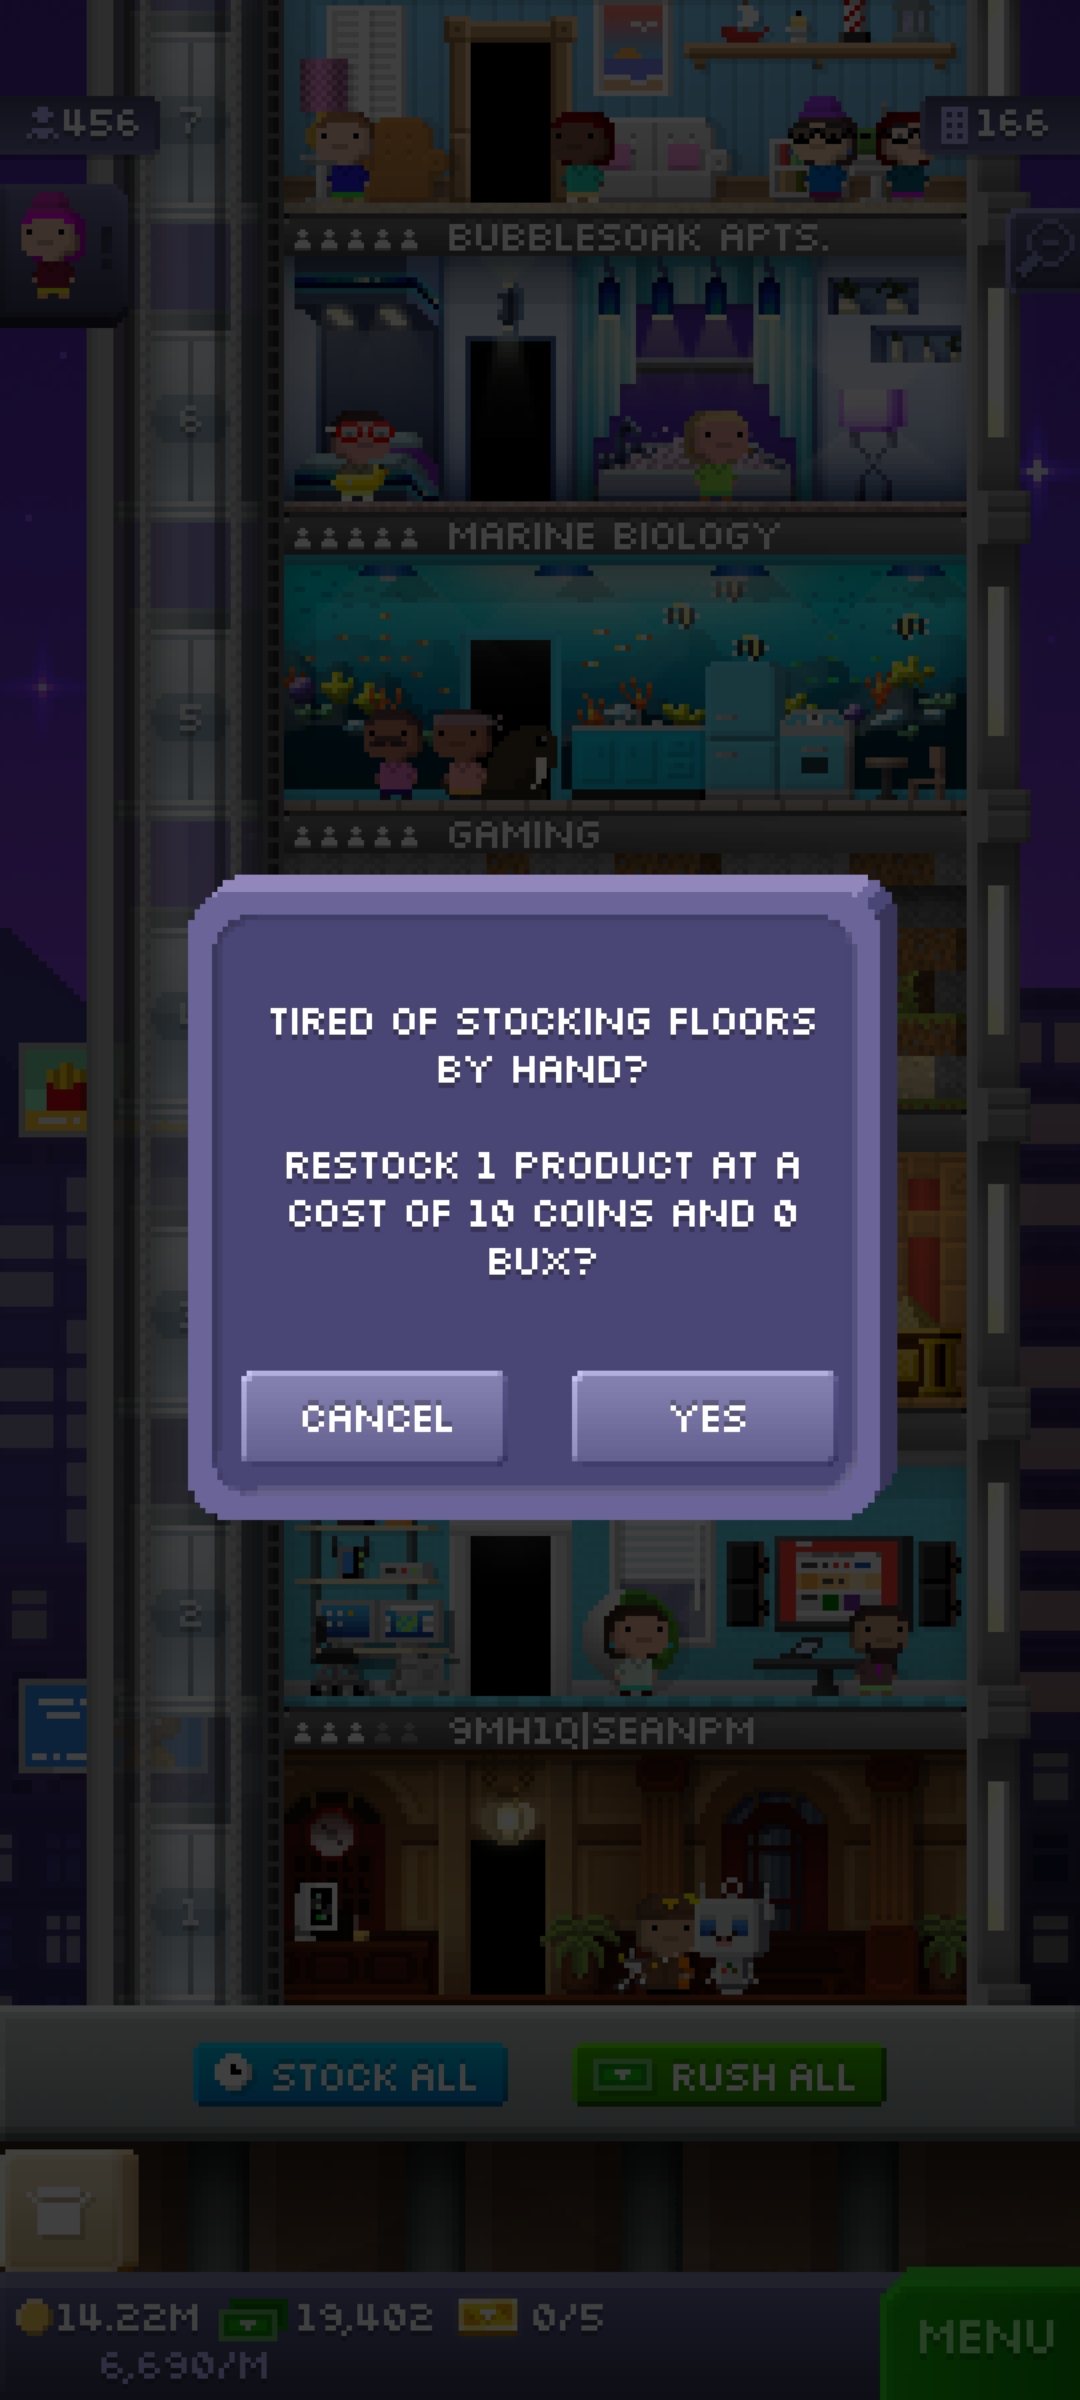 7
456
166
BUBBLESOAK APTS.
6
MARINE BIOLOGY
5
GAMING
TIRED OF STOCKING FLOORS
BY HAND?
RESTOCK 1 PRODUCT AT A
COST OF 10 COINS AND 0
BUX?
CANCEL
YES
2
9MH1Q|SEANPM
1
STOCK ALL
RUSH ALL
14.22M
19,402
0/5
6,690/M
MENU